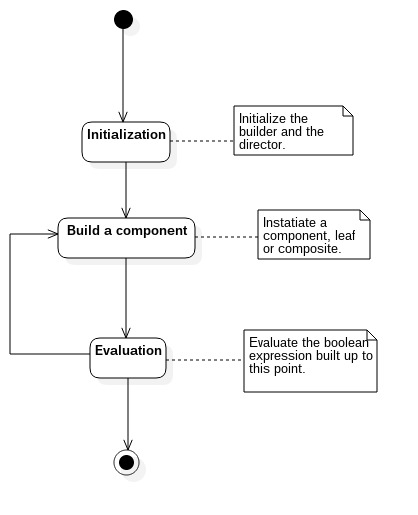 Initialization
Initialize the
builder and the
director.
Build a component
Instatiate a
component, leaf
or composite.
Evaluation
Evaluate the boolean
expression built up to
this point.